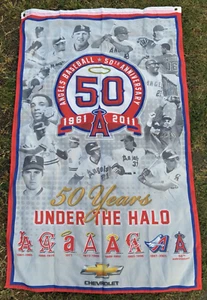 ANGELS BASEBALL • 50TH ANNIVERSARY
50
1961 A 2011
50 Years
UNDER THE HALO
CHEVROLET